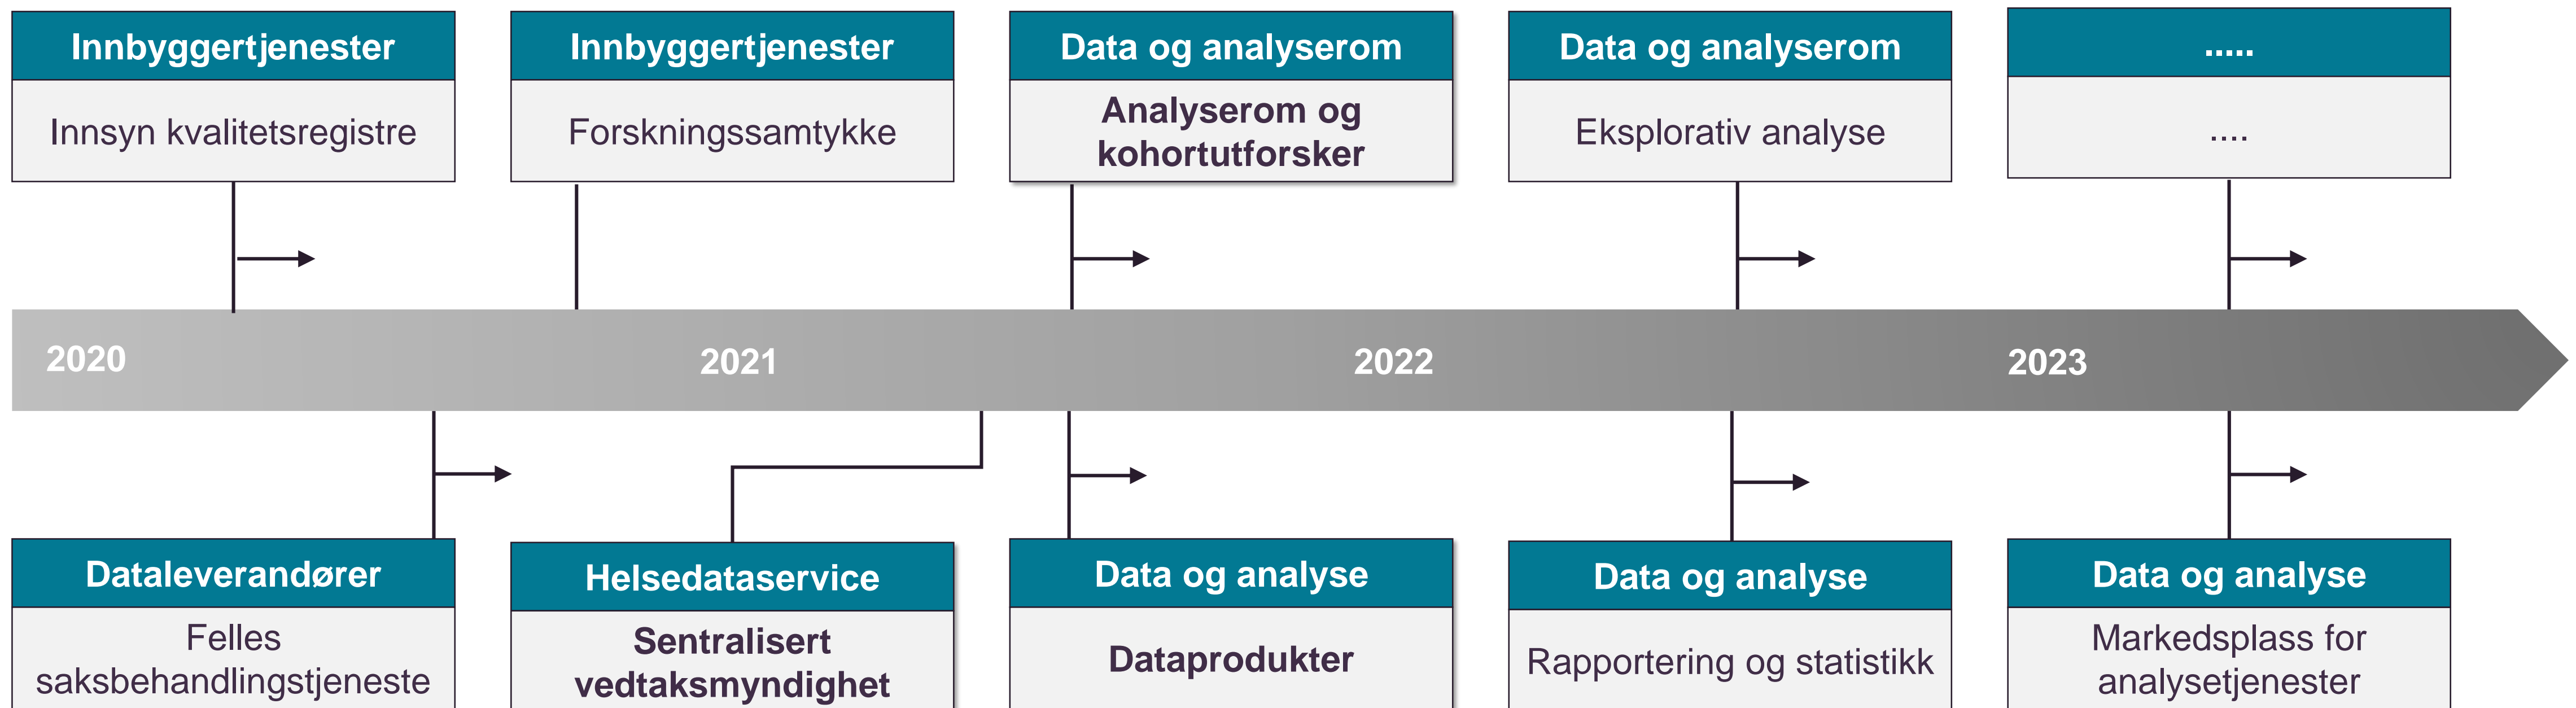 Innbyggertjenester
Innsyn kvalitetsregistre
Innbyggertjenester
Forskningssamtykke
Data og analyserom
Analyserom og
kohortutforsker
Data og analyserom
Eksplorativ analyse
.....
....
2020
2021
2022
2023
Dataleverandører
Felles
saksbehandlingstjeneste
Helsedataservice
Sentralisert
vedtaksmyndighet
Data og analyse
Dataprodukter
Data og analyse
Rapportering og statistikk
Data og analyse
Markedsplass for
analysetjenester